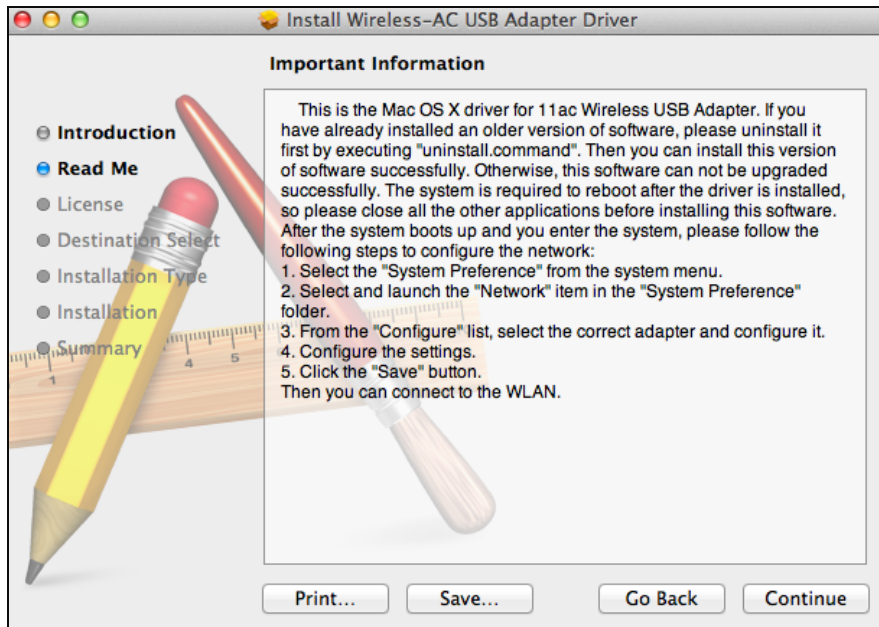 Install Wireless-AC USB Adapter Driver
Important Information
Introduction
Read Me
License
Destination Select
Installation Type
Installation
Summary
This is the Mac OS X driver for 11ac Wireless USB Adapter. If you
have already installed an older version of software, please uninstall it
first by executing "uninstall.command". Then you can install this version
of software successfully. Otherwise, this software can not be upgraded
successfully. The system is required to reboot after the driver is installed,
so please close all the other applications before installing this software.
After the system boots up and you enter the system, please follow the
following steps to configure the network:
1. Select the "System Preference" from the system menu.
2. Select and launch the "Network" item in the "System Preference"
folder.
3. From the "Configure" list, select the correct adapter and configure it.
4. Configure the settings.
5. Click the "Save" button.
Then you can connect to the WLAN.
1 4 5
Print... Save... Go Back Continue